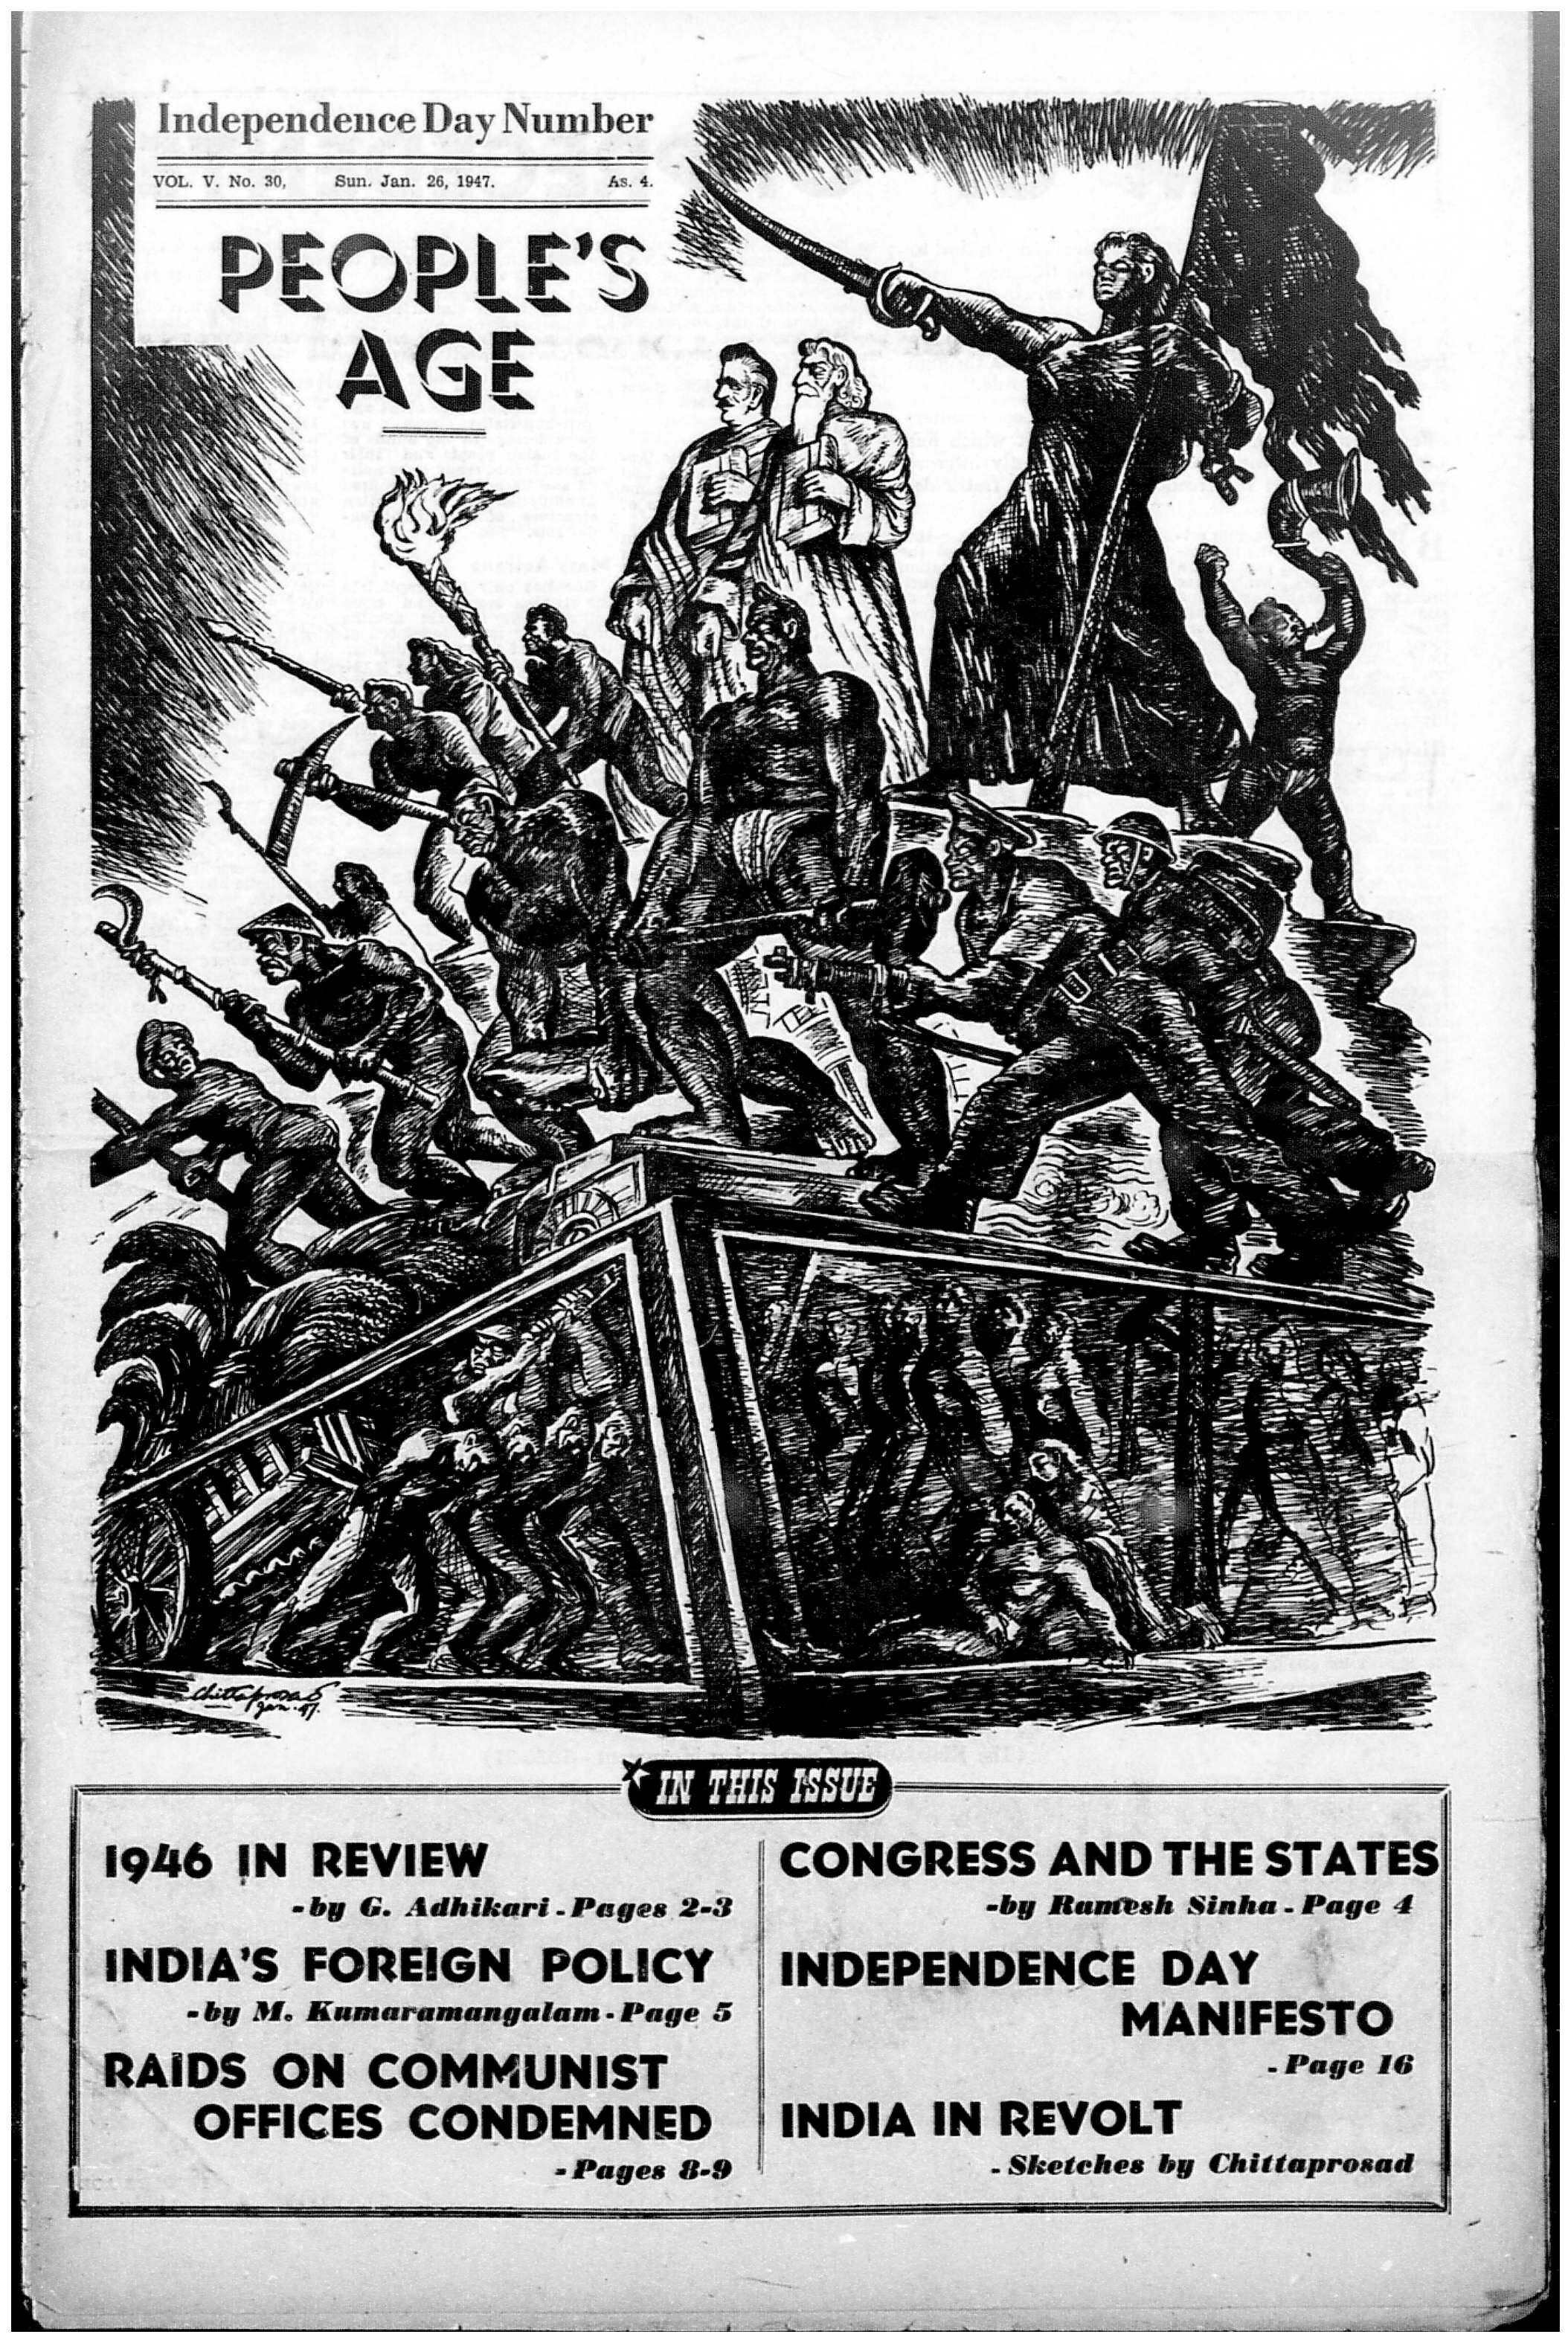 Independence Day Number
VOL. V. No. 30, Sun. Jan. 26, 1947. As. 4.
PEOPLE'S
AGE
Chittaprosad
Jan. 47.
IN THIS ISSUE
1946 IN REVIEW
-by G. Adhikari - Pages 2-3
INDIA'S FOREIGN POLICY
-by M. Kumaramangalam - Page 5
RAIDS ON COMMUNIST
OFFICES CONDEMNED
- Pages 8-9
CONGRESS AND THE STATES
-by Ramesh Sinha - Page 4
INDEPENDENCE DAY
MANIFESTO
- Page 16
INDIA IN REVOLT
- Sketches by Chittaprosad